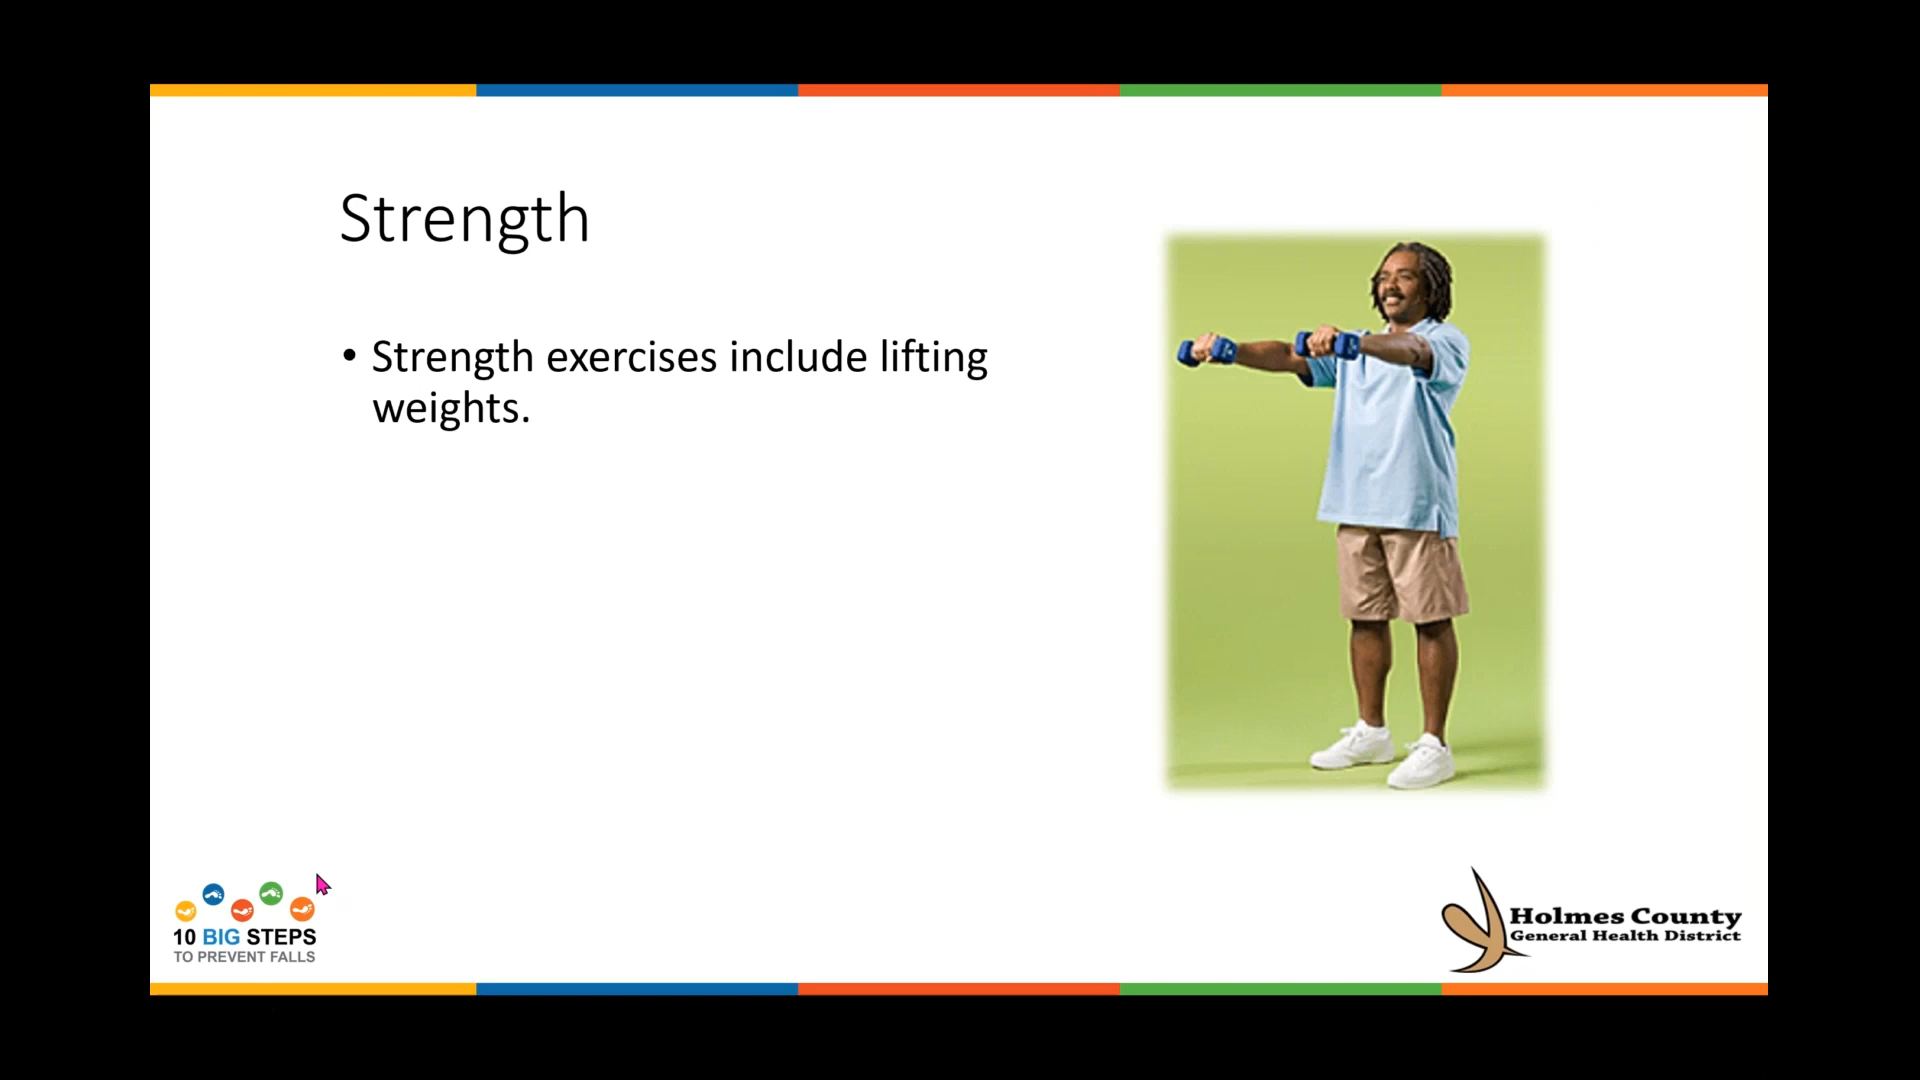 Strength
• Strength exercises include lifting
weights.
10 BIG STEPS
TO PREVENT FALLS
Holmes County
General Health District